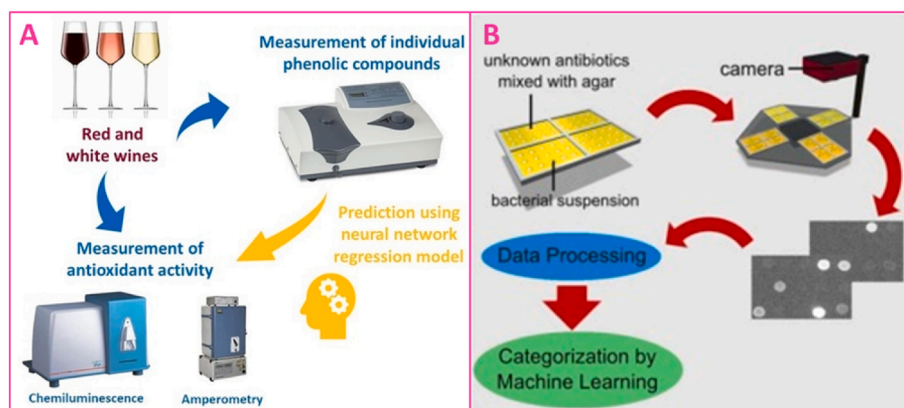 A
Measurement of individual
phenolic compounds
Red and
white wines
Prediction using
neural network
regression model
Measurement of
antioxidant activity
Chemiluminescence
Amperometry
B
unknown antibiotics
mixed with agar
camera
bacterial suspension
Data Processing
Categorization by
Machine Learning